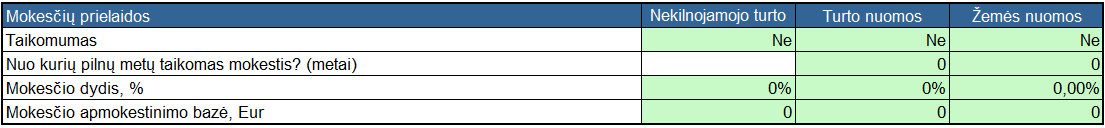 Mokesčių prielaidos Nekilnojamojo turto Turto nuomos Žemės nuomos
Taikomumas Ne Ne Ne
Nuo kurių pilnų metų taikomas mokestis? (metai) 0 0
Mokesčio dydis, % 0% 0% 0,00%
Mokesčio apmokestinimo bazė, Eur 0 0 0